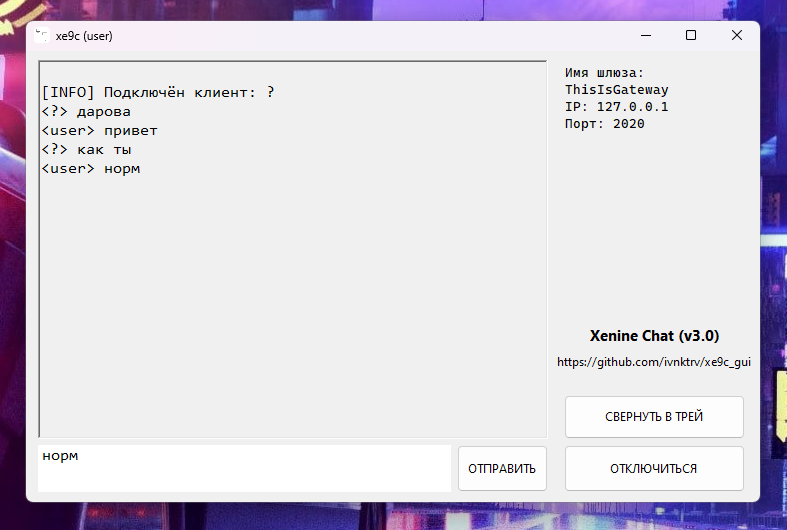 xe9c (user)
[INFO] Подключён клиент: ?
<?> дарова
<user> привет
<?> как ты
<user> норм
норм
ОТПРАВИТЬ
Имя шлюза:
ThisIsGateway
IP: 127.0.0.1
Порт: 2020
Xenine Chat (v3.0)
https://github.com/ivnktrv/xe9c_gui
СВЕРНУТЬ В ТРЕЙ
ОТКЛЮЧИТЬСЯ